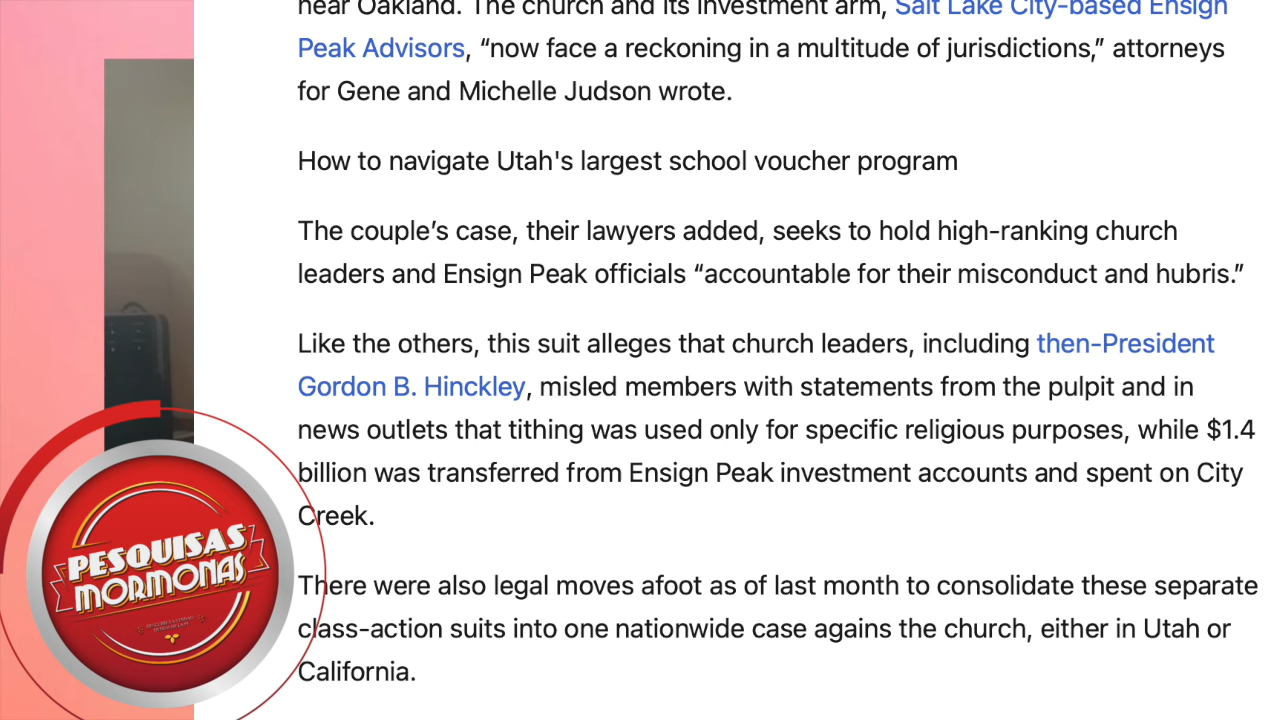 near Oakland. The church and its investment arm, Salt Lake City-based Ensign
Peak Advisors, “now face a reckoning in a multitude of jurisdictions,” attorneys
for Gene and Michelle Judson wrote.
How to navigate Utah's largest school voucher program
The couple’s case, their lawyers added, seeks to hold high-ranking church
leaders and Ensign Peak officials “accountable for their misconduct and hubris.”
Like the others, this suit alleges that church leaders, including then-President
Gordon B. Hinckley, misled members with statements from the pulpit and in
news outlets that tithing was used only for specific religious purposes, while $1.4
billion was transferred from Ensign Peak investment accounts and spent on City
Creek.
There were also legal moves afoot as of last month to consolidate these separate
class-action suits into one nationwide case agains the church, either in Utah or
California.
PESQUISAS
MORMONAS